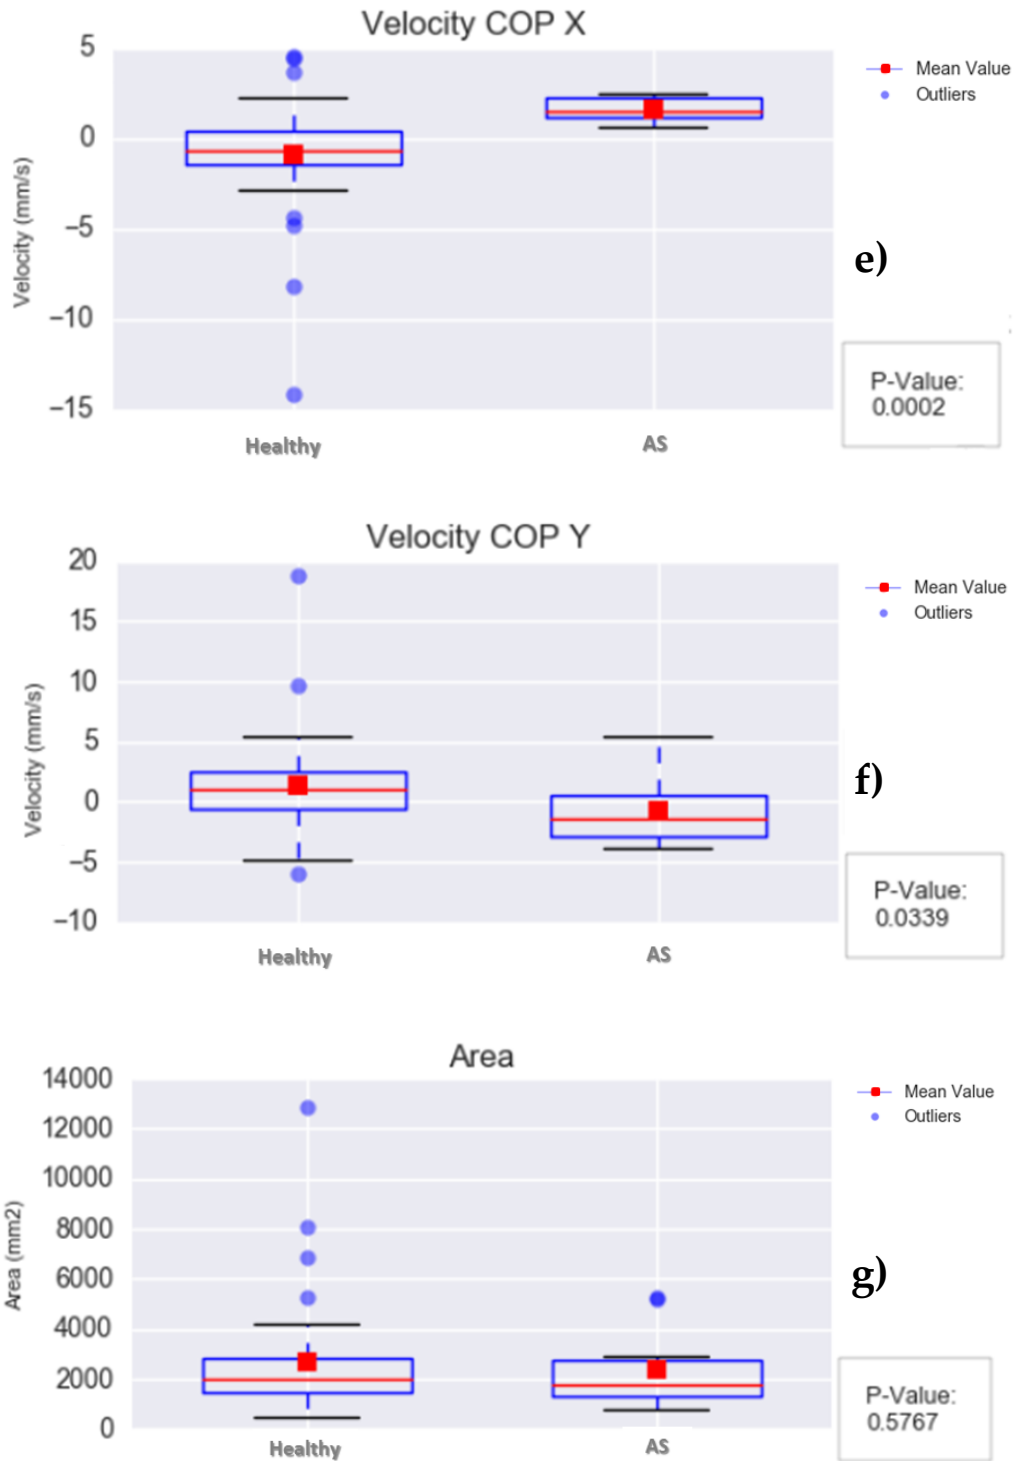 Velocity COP X
Velocity (mm/s)
5
0
−5
−10
−15
Healthy
AS
Mean Value
Outliers
e)
P-Value:
0.0002
Velocity COP Y
Velocity (mm/s)
20
15
10
5
0
−5
−10
Healthy
AS
Mean Value
Outliers
f)
P-Value:
0.0339
Area
Area (mm2)
14000
12000
10000
8000
6000
4000
2000
0
Healthy
AS
Mean Value
Outliers
g)
P-Value:
0.5767